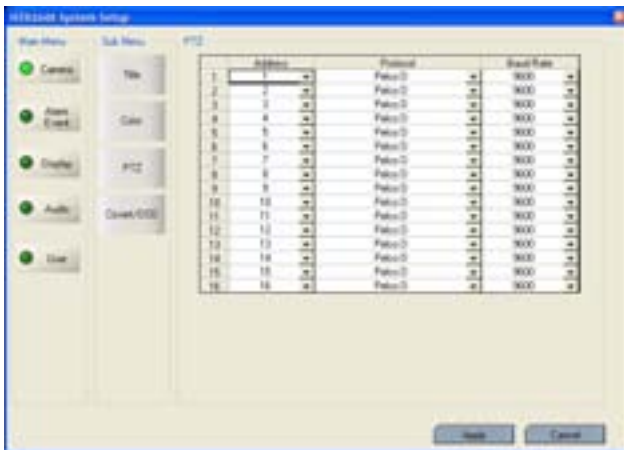 System Setup
Main Menu
Sub Menu
PTZ
Camera
Alarm
Event
Display
Audio
User
Title
Color
PTZ
Covert/OSD
Address Protocol Baud Rate
1 1 Pelco D 9600
2 2 Pelco D 9600
3 3 Pelco D 9600
4 4 Pelco D 9600
5 5 Pelco D 9600
6 6 Pelco D 9600
7 7 Pelco D 9600
8 8 Pelco D 9600
9 9 Pelco D 9600
10 10 Pelco D 9600
11 11 Pelco D 9600
12 12 Pelco D 9600
13 13 Pelco D 9600
14 14 Pelco D 9600
15 15 Pelco D 9600
16 16 Pelco D 9600
Apply Cancel